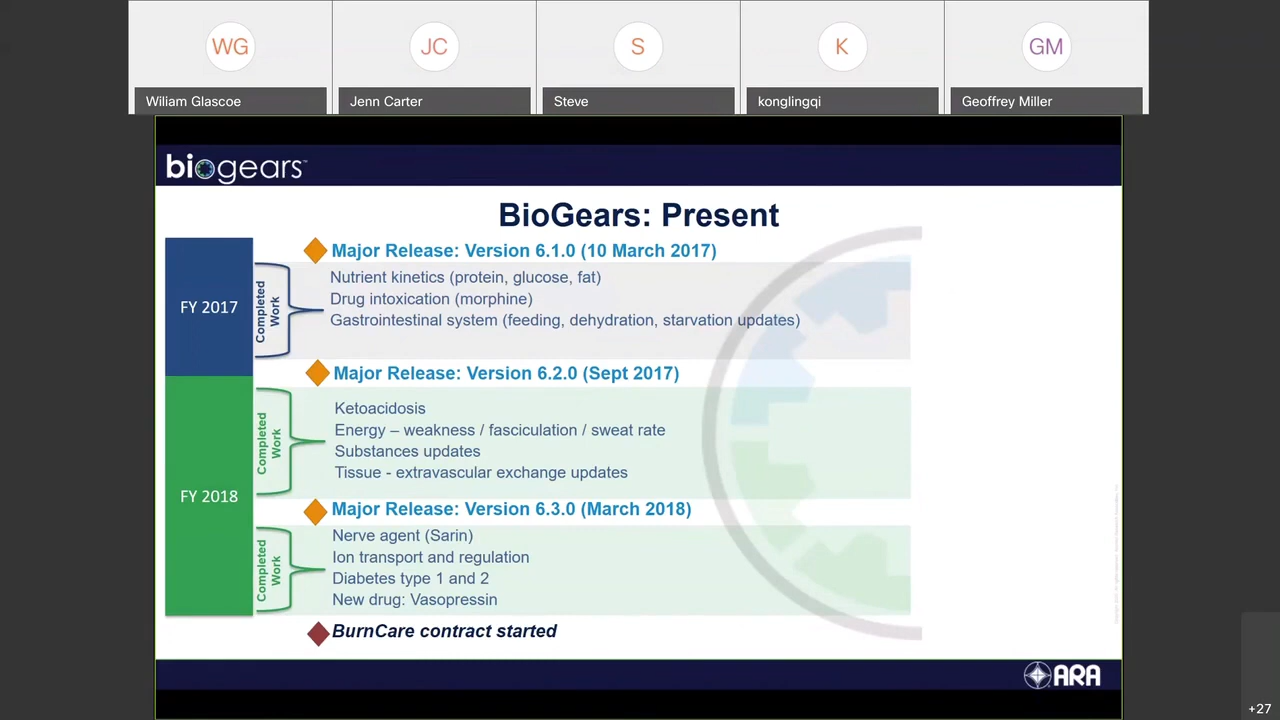 WG
JC
S
K
GM
Wiliam Glascoe
Jenn Carter
Steve
konglingqi
Geoffrey Miller
biogears™
BioGears: Present
FY 2017
Completed
Work
Major Release: Version 6.1.0 (10 March 2017)
Nutrient kinetics (protein, glucose, fat)
Drug intoxication (morphine)
Gastrointestinal system (feeding, dehydration, starvation updates)
Major Release: Version 6.2.0 (Sept 2017)
FY 2018
Completed
Work
Ketoacidosis
Energy – weakness / fasciculation / sweat rate
Substances updates
Tissue - extravascular exchange updates
Major Release: Version 6.3.0 (March 2018)
Completed
Work
Nerve agent (Sarin)
Ion transport and regulation
Diabetes type 1 and 2
New drug: Vasopressin
BurnCare contract started
ARA
+27